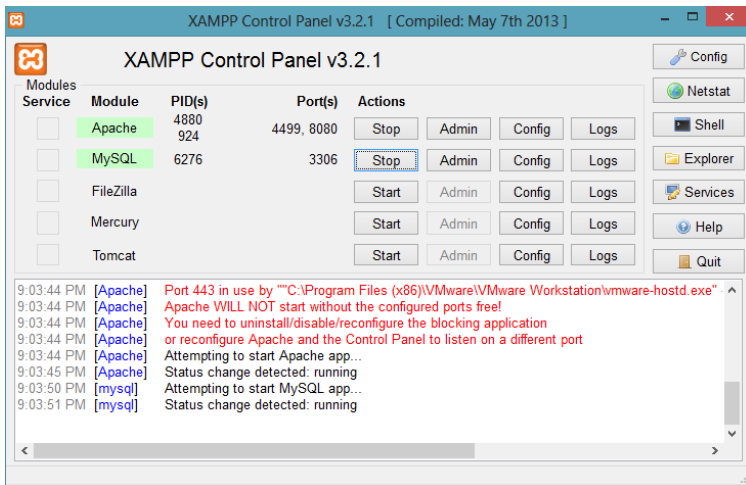 XAMPP Control Panel v3.2.1 [ Compiled: May 7th 2013 ]
XAMPP Control Panel v3.2.1
Config
Modules
Service Module PID(s) Port(s) Actions
Netstat
Apache 4880 924 4499, 8080 Stop Admin Config Logs
Shell
MySQL 6276 3306 Stop Admin Config Logs
Explorer
FileZilla Start Admin Config Logs
Services
Mercury Start Admin Config Logs
Help
Tomcat Start Admin Config Logs
Quit
9:03:44 PM [Apache] Port 443 in use by ""C:\Program Files (x86)\VMware\VMware Workstation\vmware-hostd.exe"
9:03:44 PM [Apache] Apache WILL NOT start without the configured ports free!
9:03:44 PM [Apache] You need to uninstall/disable/reconfigure the blocking application
9:03:44 PM [Apache] or reconfigure Apache and the Control Panel to listen on a different port
9:03:44 PM [Apache] Attempting to start Apache app...
9:03:45 PM [Apache] Status change detected: running
9:03:50 PM [mysql] Attempting to start MySQL app...
9:03:51 PM [mysql] Status change detected: running